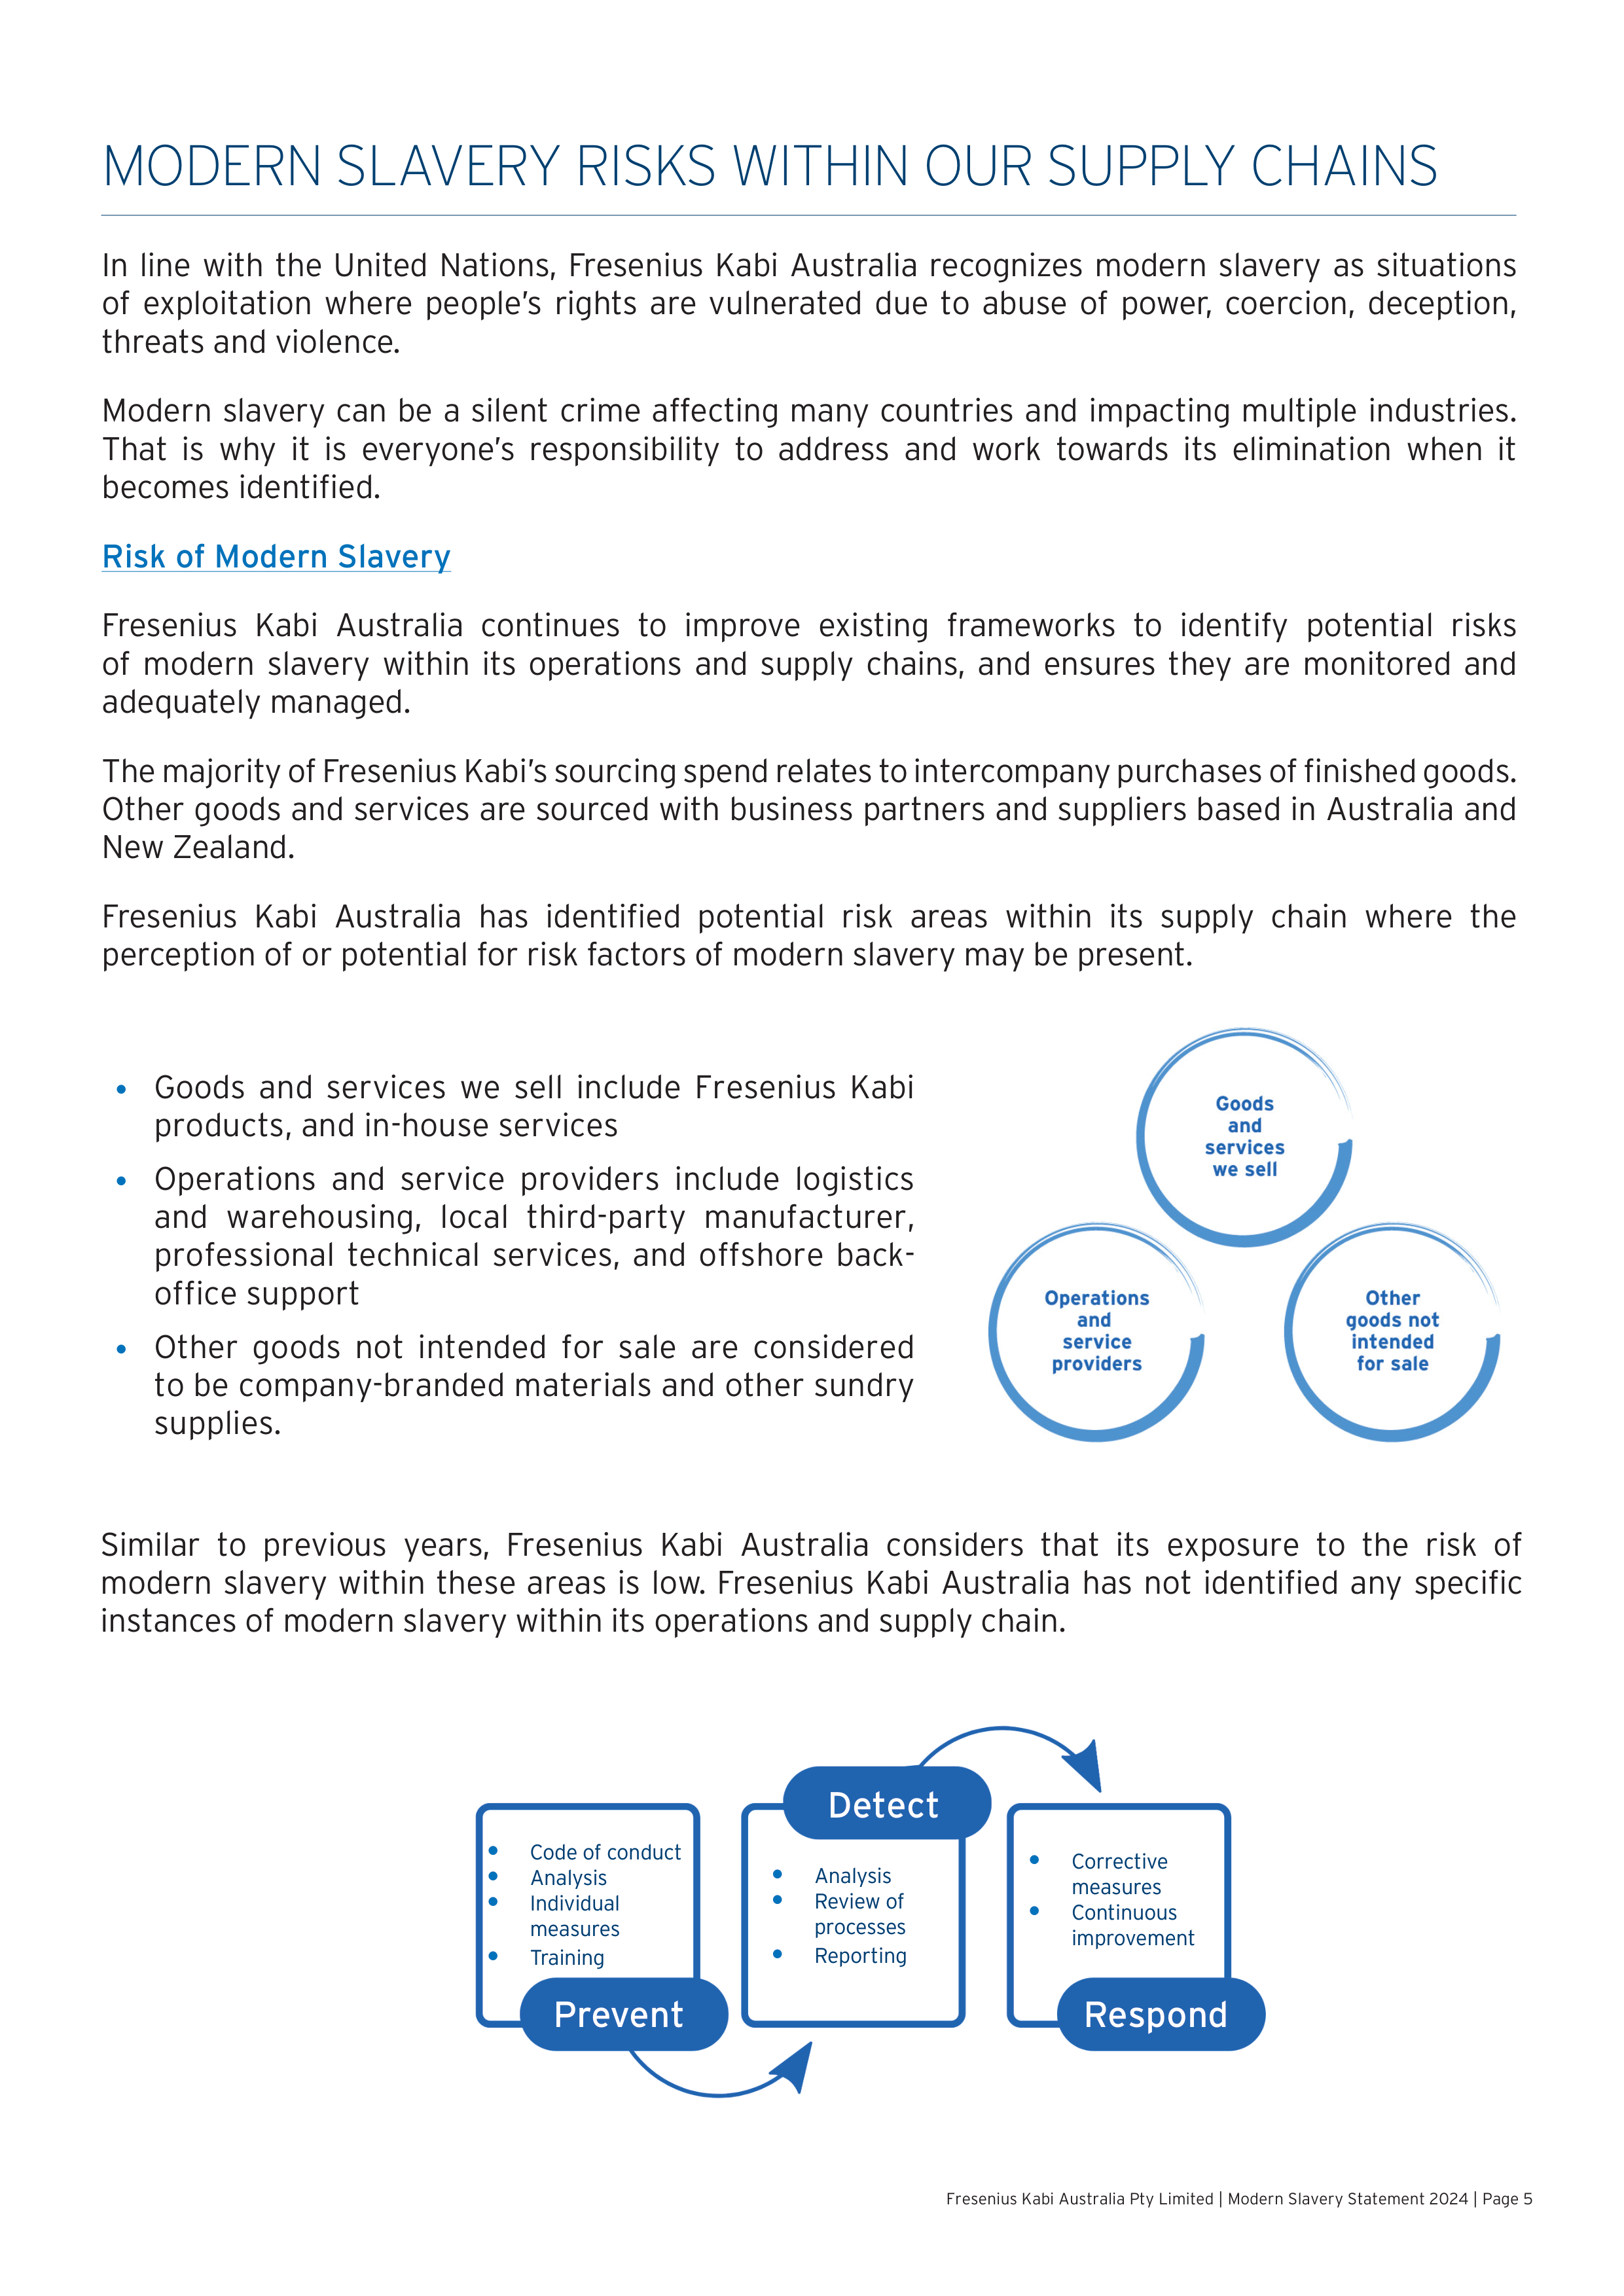 MODERN SLAVERY RISKS WITHIN OUR SUPPLY CHAINS
In line with the United Nations, Fresenius Kabi Australia recognizes modern slavery as situations
of exploitation where people's rights are vulnerated due to abuse of power, coercion, deception,
threats and violence.
Modern slavery can be a silent crime affecting many countries and impacting multiple industries.
That is why it is everyone's responsibility to address and work towards its elimination when it
becomes identified.
Risk of Modern Slavery
Fresenius Kabi Australia continues to improve existing frameworks to identify potential risks
of modern slavery within its operations and supply chains, and ensures they are monitored and
adequately managed.
The majority of Fresenius Kabi's sourcing spend relates to intercompany purchases of finished goods.
Other goods and services are sourced with business partners and suppliers based in Australia and
New Zealand.
Fresenius Kabi Australia has identified potential risk areas within its supply chain where the
perception of or potential for risk factors of modern slavery may be present.
• Goods and services we sell include Fresenius Kabi
products, and in-house services
• Operations and service providers include logistics
and warehousing, local third-party manufacturer,
professional technical services, and offshore back-
office support
• Other goods not intended for sale are considered
to be company-branded materials and other sundry
supplies.
Goods
and
services
we sell
Operations
and
service
providers
Other
goods not
intended
for sale
Similar to previous years, Fresenius Kabi Australia considers that its exposure to the risk of
modern slavery within these areas is low. Fresenius Kabi Australia has not identified any specific
instances of modern slavery within its operations and supply chain.
• Code of conduct
• Analysis
• Individual
measures
• Training
Prevent
Detect
• Analysis
• Review of
processes
• Reporting
• Corrective
measures
• Continuous
improvement
Respond
Fresenius Kabi Australia Pty Limited | Modern Slavery Statement 2024 | Page 5